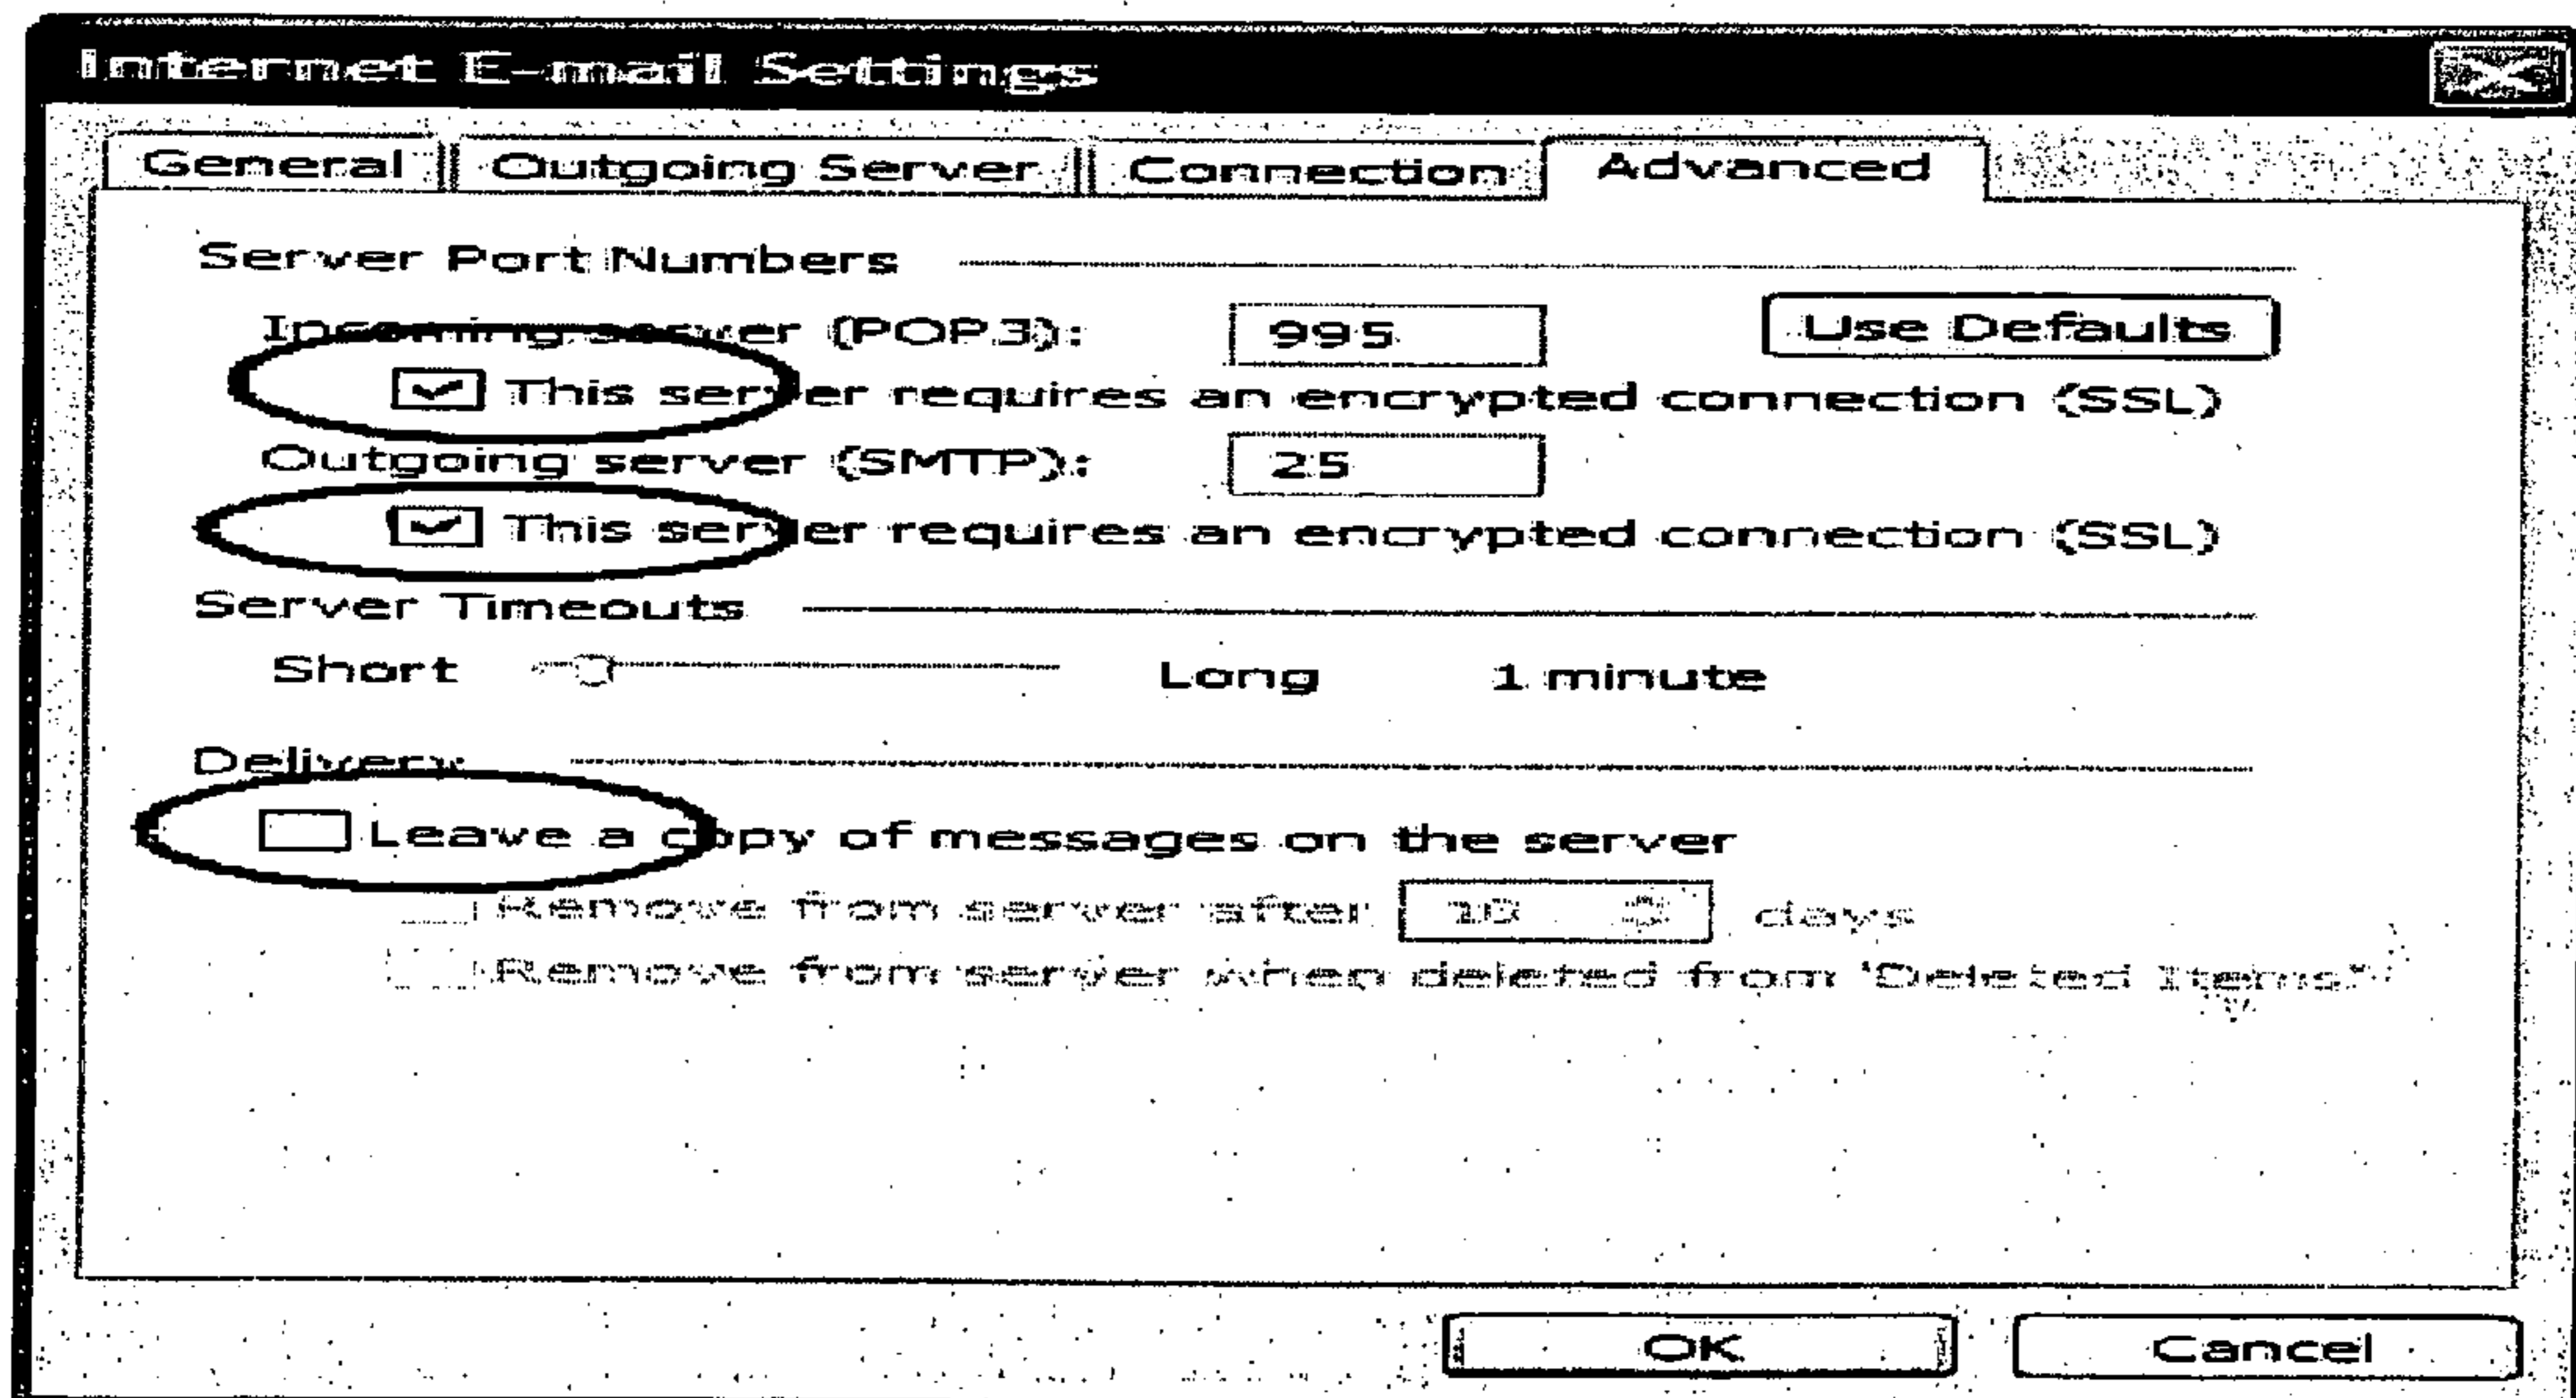 Internet E-mail Settings
General Outgoing Server Connection Advanced
Server Port Numbers
Incoming server (POP3): 995 Use Defaults
This server requires an encrypted connection (SSL)
Outgoing server (SMTP): 25
This server requires an encrypted connection (SSL)
Server Timeouts
Short Long 1 minute
Delivery
Leave a copy of messages on the server
Remove from server after 10 days
Remove from server when deleted from 'Deleted Items'
OK Cancel